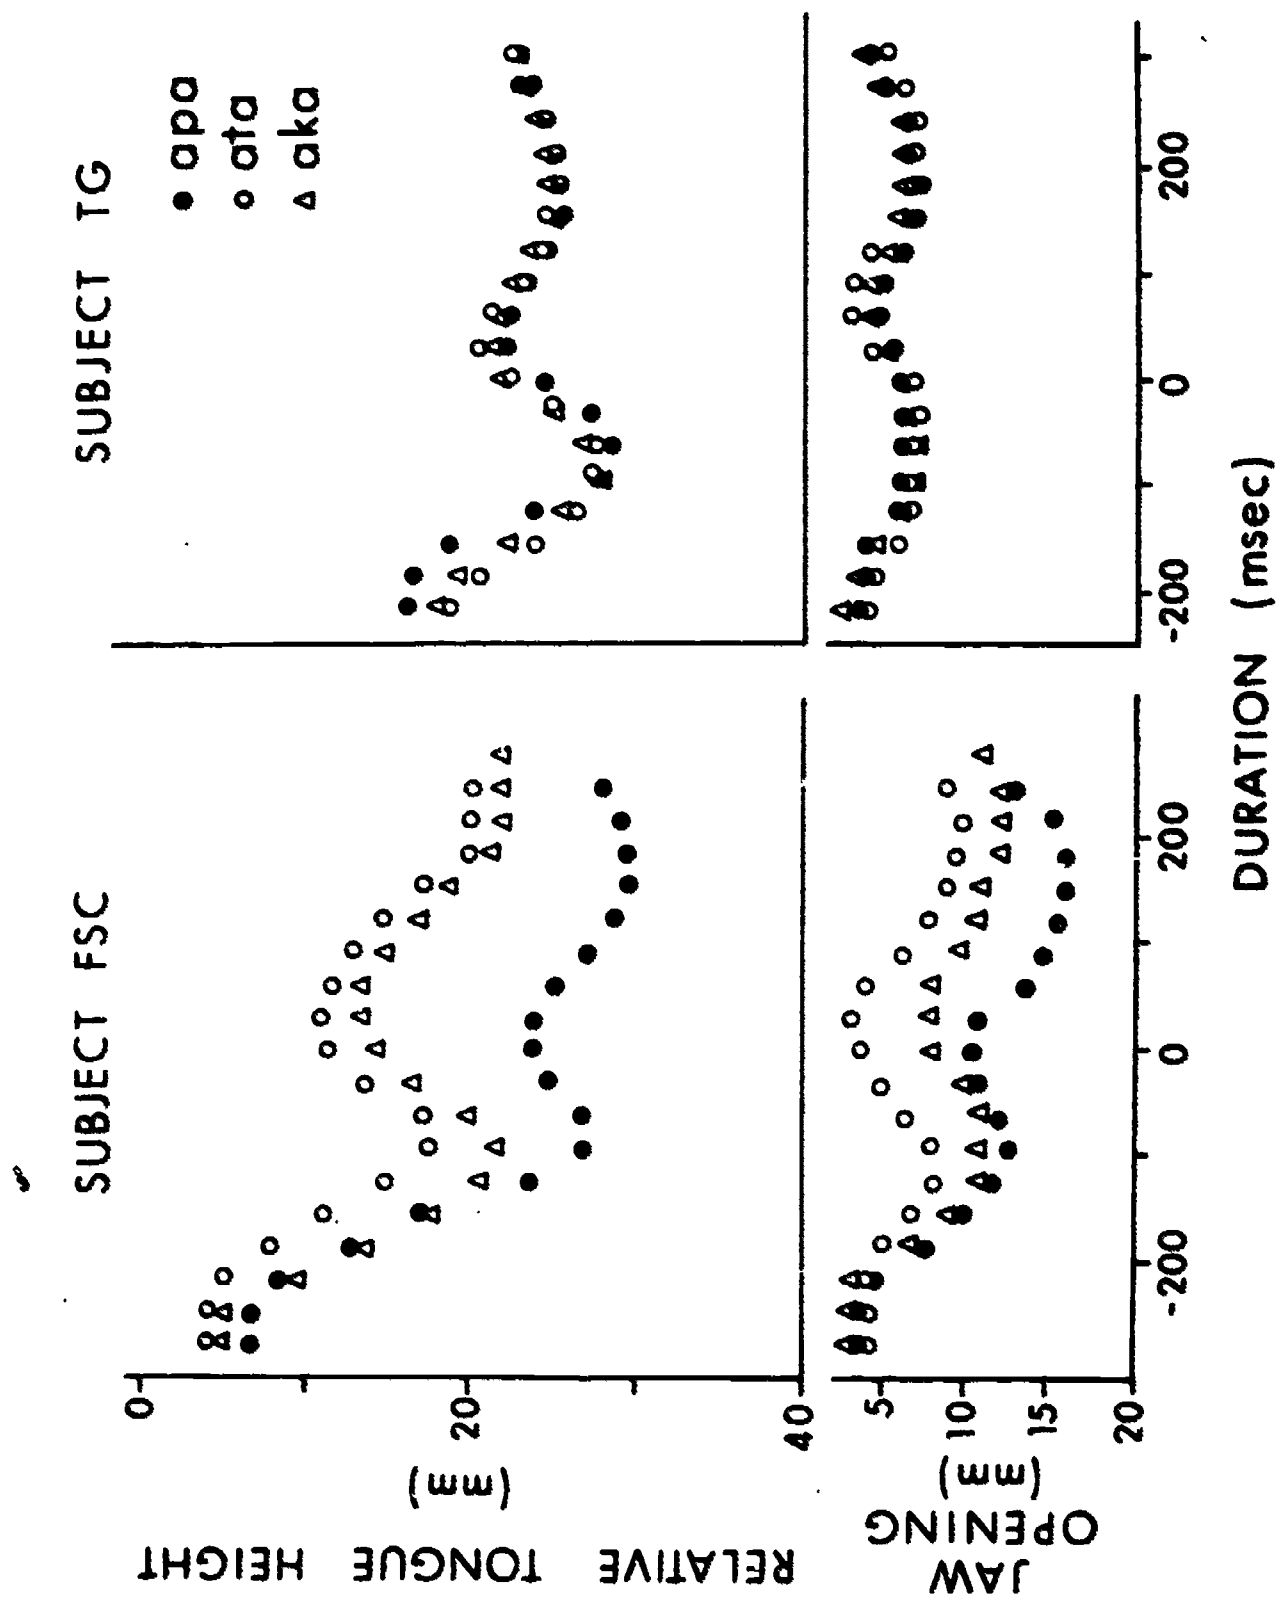 SUBJECT FSC
SUBJECT TG
● apa
○ ata
△ aka
RELATIVE TONGUE HEIGHT
(mm)
0
20
40
JAW
OPENING
(mm)
5
10
15
20
-200
0
200
-200
0
200
DURATION (msec)